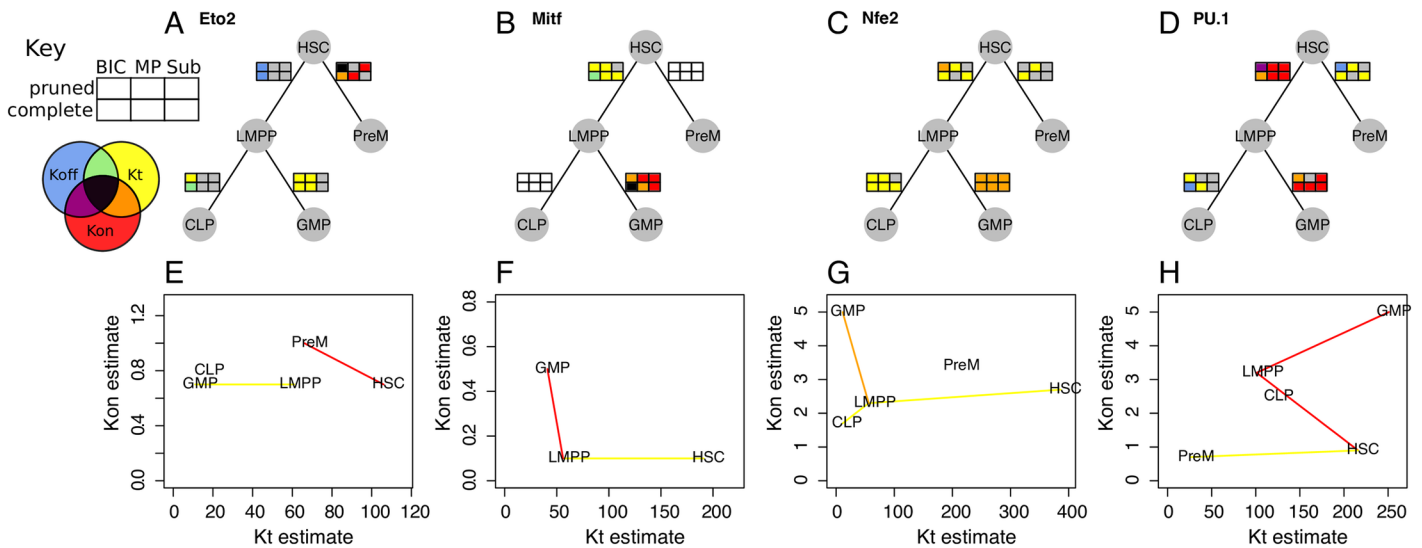 A Eto2
B Mitf
C Nfe2
D PU.1
Key
BIC MP Sub
pruned
complete
Koff Kt
Kon
HSC
LMPP PreM
CLP GMP
HSC
LMPP PreM
CLP GMP
HSC
LMPP PreM
CLP GMP
HSC
LMPP PreM
CLP GMP
E
Kon estimate
1.2
0.8
0.4
0.0
PreM
CLP
GMP LMPP HSC
0 20 40 60 80 100 120
Kt estimate
F
Kon estimate
0.8
0.6
0.4
0.2
0.0
GMP
LMPP HSC
0 50 100 150 200
Kt estimate
G
Kon estimate
5
4
3
2
1
0
GMP
PreM
HSC
LMPP
CLP
0 100 200 300 400
Kt estimate
H
Kon estimate
5
4
3
2
1
0
GMP
LMPP
CLP
HSC
PreM
0 50 100 150 200 250
Kt estimate